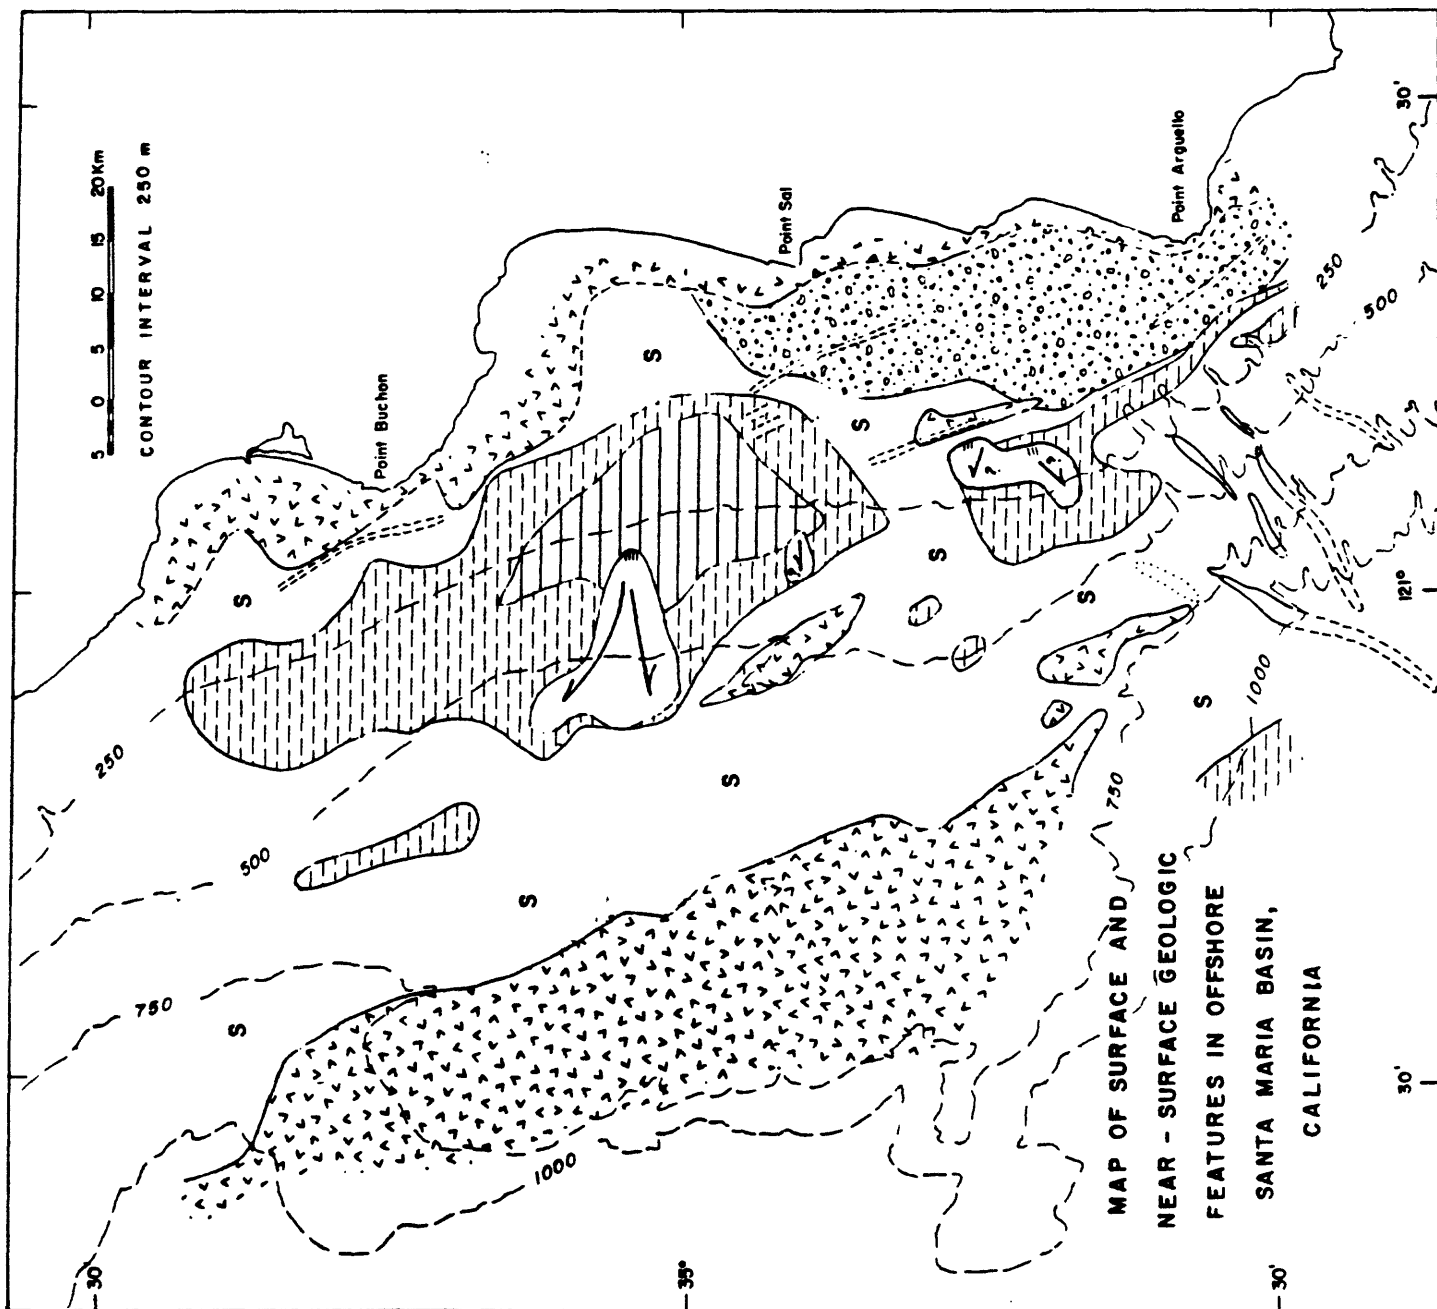 MAP OF SURFACE AND
NEAR - SURFACE GEOLOGIC
FEATURES IN OFFSHORE
SANTA MARIA BASIN,
CALIFORNIA
5 0 5 10 15 20 Km
CONTOUR INTERVAL 250 m
Point Buchon
Point Sal
Point Arguello
30'
35°
30'
30'
121°
30'
250
500
750
1000
250
500
750
1000
S
S
S
S
S
S
S
S
S
?
?
?